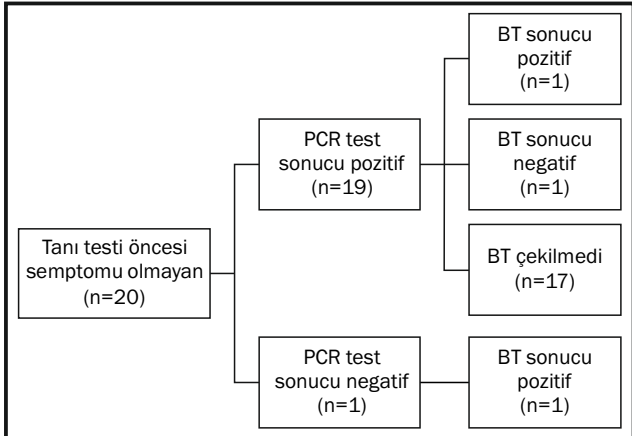 Tanı testi öncesi
semptomu olmayan
(n=20)
PCR test
sonucu pozitif
(n=19)
BT sonucu
pozitif
(n=1)
BT sonucu
negatif
(n=1)
BT çekilmedi
(n=17)
PCR test
sonucu negatif
(n=1)
BT sonucu
pozitif
(n=1)